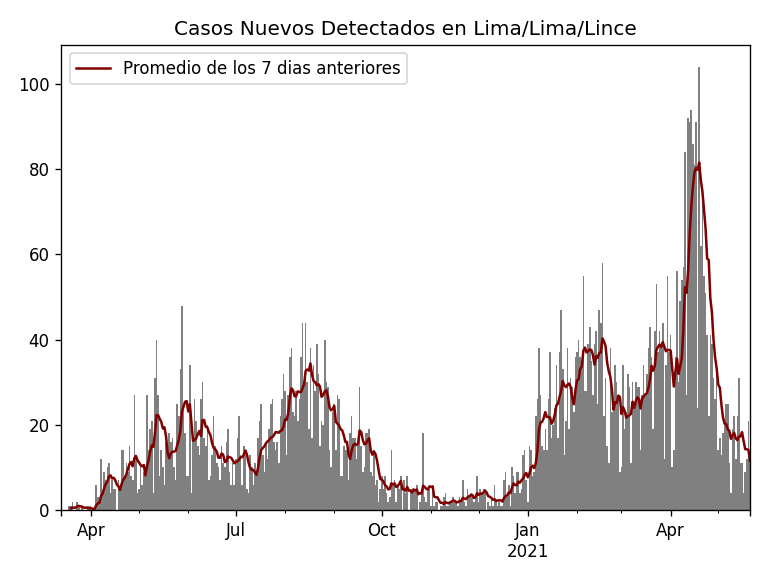 Casos Nuevos Detectados en Lima/Lima/Lince
Promedio de los 7 dias anteriores
100
80
60
40
20
0
Apr
Jul
Oct
Jan
2021
Apr